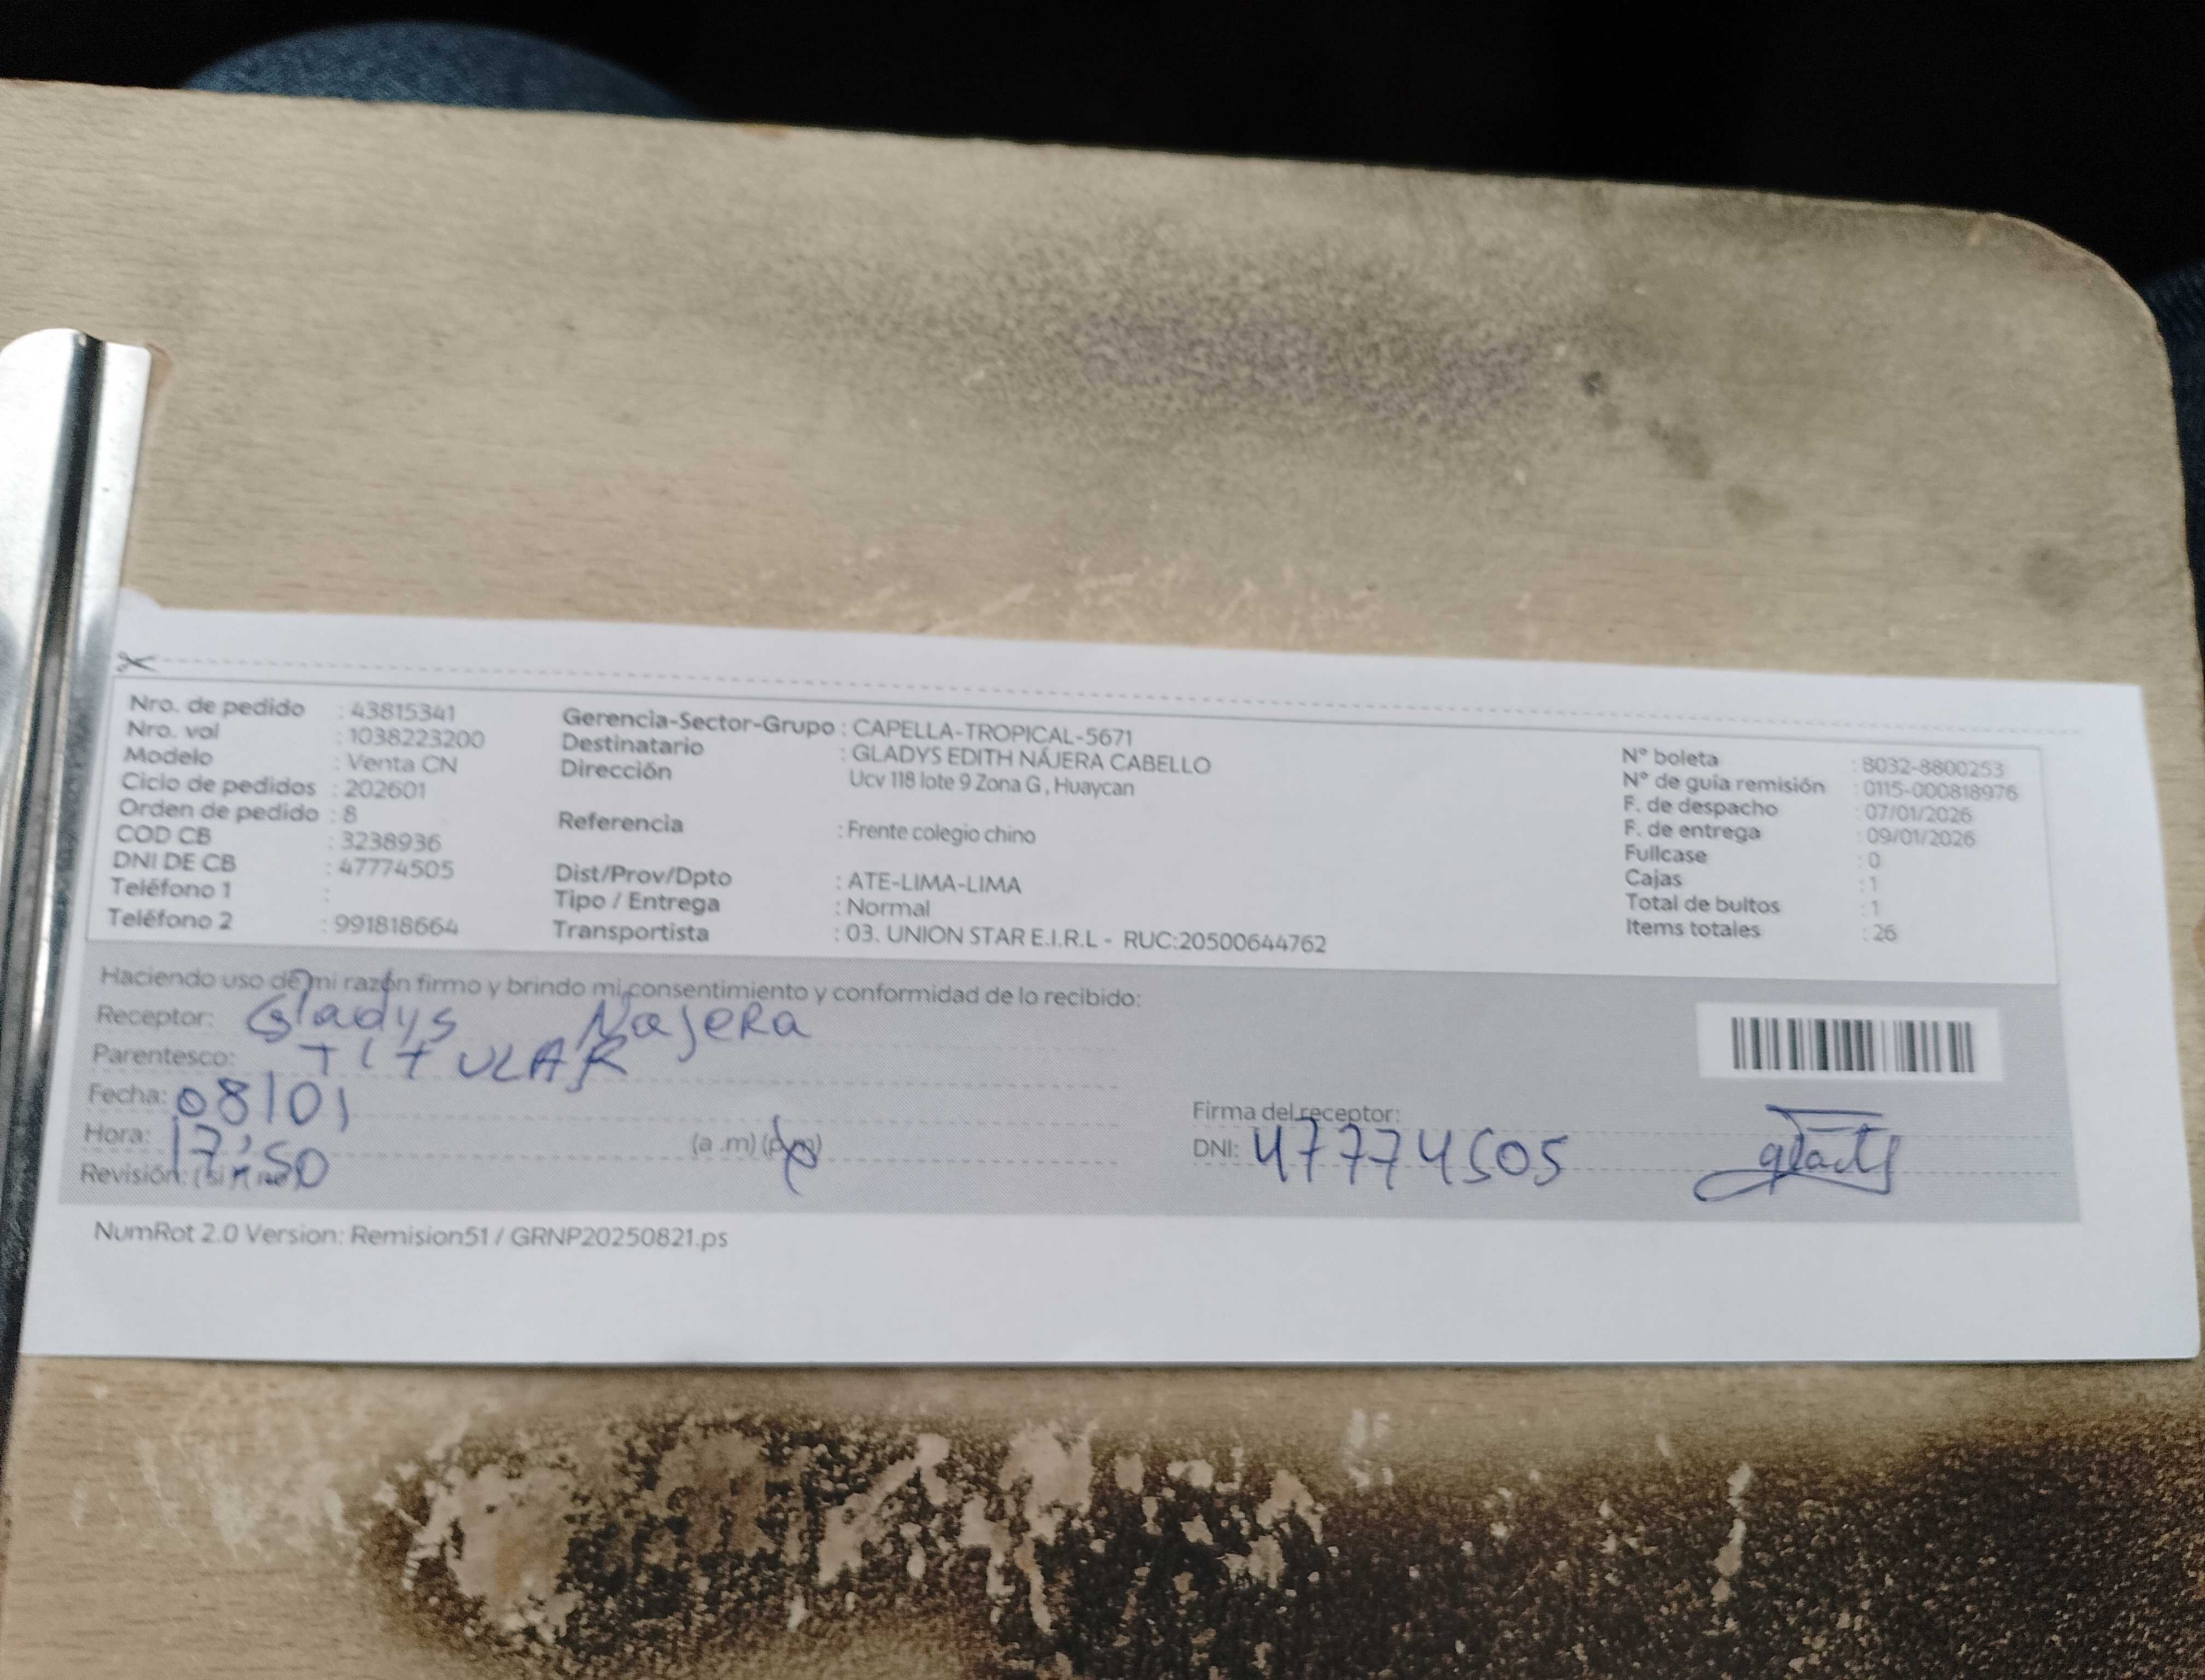 Nro. de pedido : 43815341
Nro. vol : 1038223200
Modelo : Venta CN
Ciclo de pedidos : 202601
Orden de pedido : 8
COD CB : 3238936
DNI DE CB : 47774505
Teléfono 1 :
Teléfono 2 : 991818664
Gerencia-Sector-Grupo : CAPELLA-TROPICAL-5671
Destinatario : GLADYS EDITH NÁJERA CABELLO
Dirección Ucv 118 lote 9 Zona G , Huaycan
Referencia : Frente colegio chino
Dist/Prov/Dpto : ATE-LIMA-LIMA
Tipo / Entrega : Normal
Transportista : 03. UNION STAR E.I.R.L - RUC:20500644762
N° boleta : B032-8800253
N° de guía remisión : 0115-000818976
F. de despacho : 07/01/2026
F. de entrega : 09/01/2026
Fullcase : 0
Cajas : 1
Total de bultos : 1
Items totales : 26
Haciendo uso de mi razón firmo y brindo mi consentimiento y conformidad de lo recibido:
Receptor: Gladys Najera
Parentesco: TITULAR
Fecha: 08/01
Hora: 17:50 (a .m) (p.m)
Revisión: (si) (no)
Firma del receptor:
DNI: 47774505 gladys
NumRot 2.0 Version: Remision51 / GRNP20250821.ps